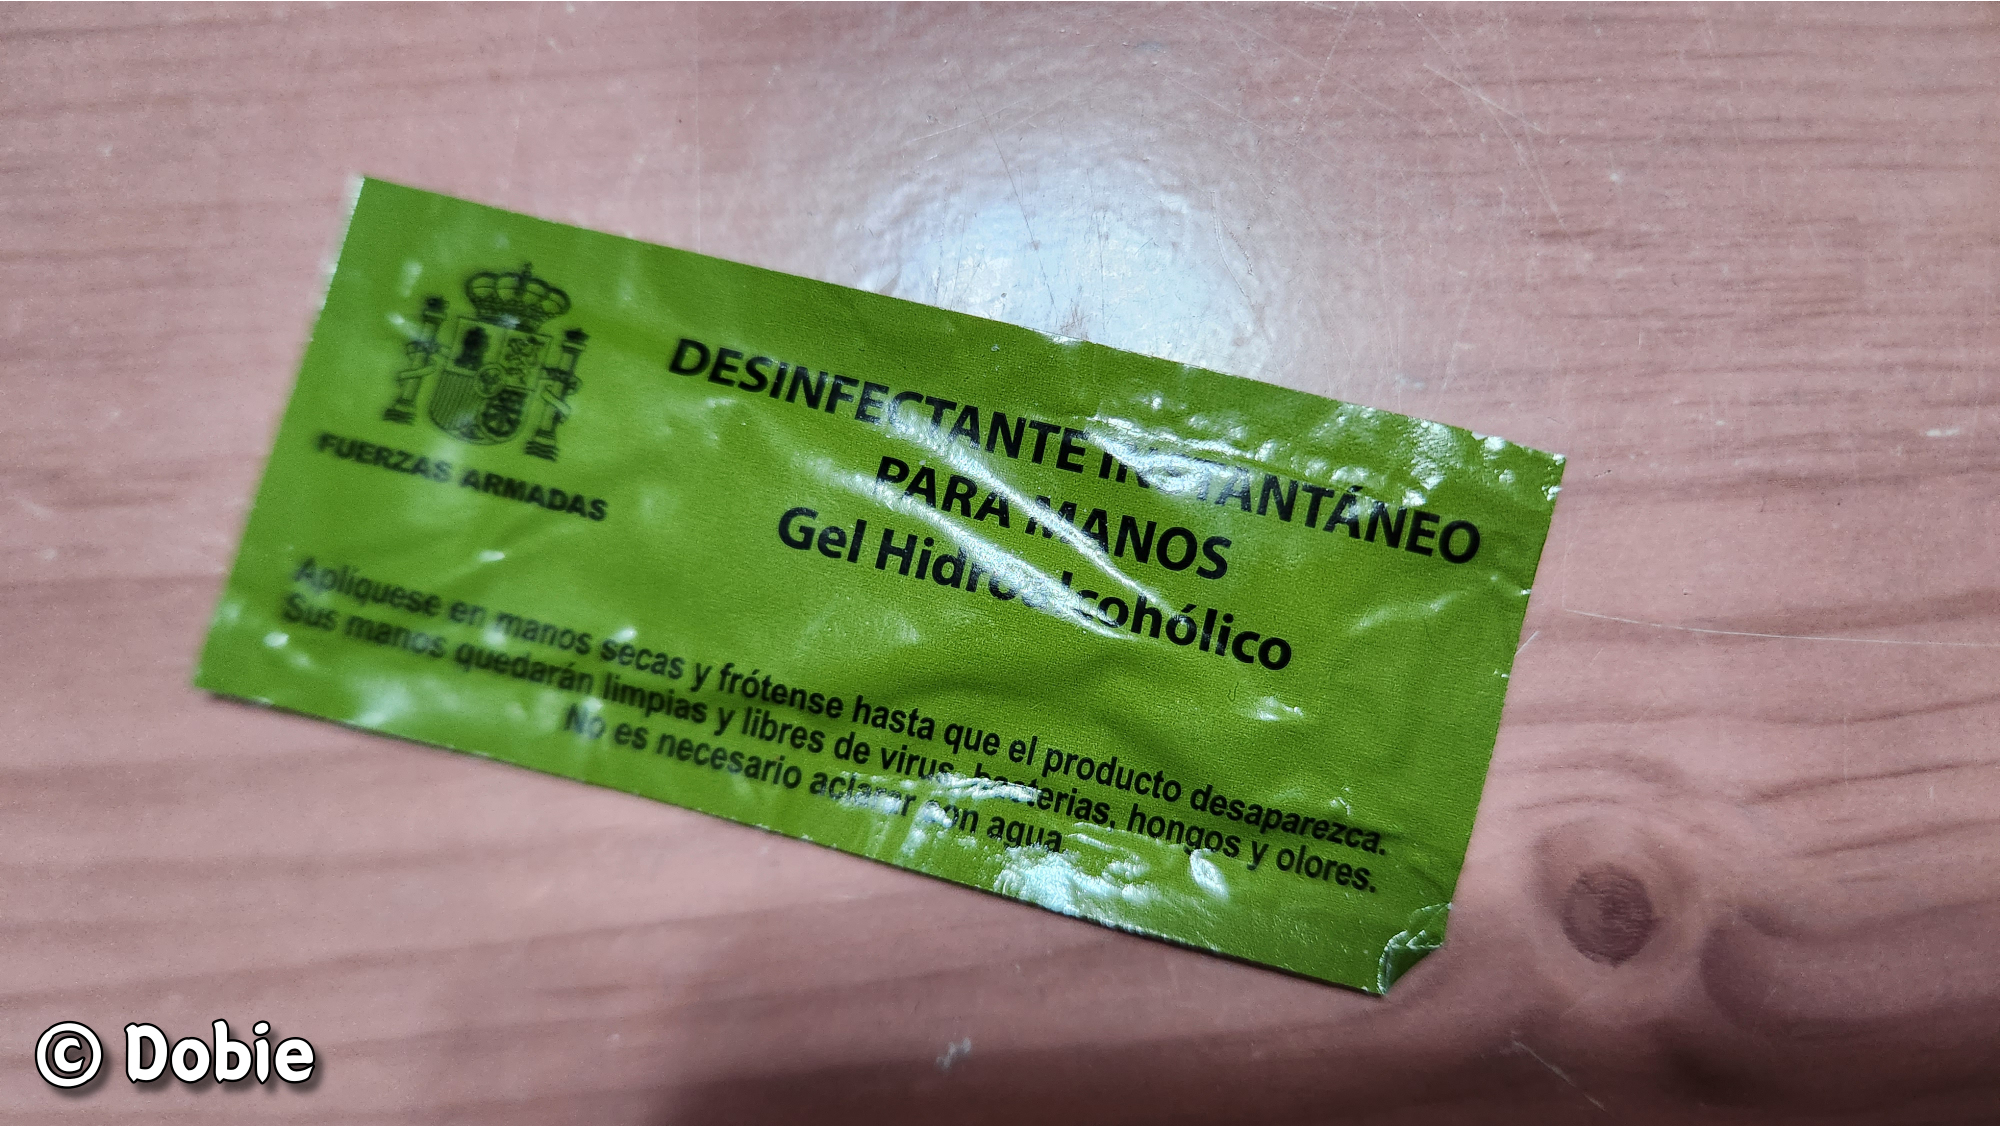 FUERZAS ARMADAS
DESINFECTANTE INSTANTÁNEO
PARA MANOS
Gel Hidroalcohólico
Aplíquese en manos secas y frótense hasta que el producto desaparezca.
Sus manos quedarán limpias y libres de virus, bacterias, hongos y olores.
No es necesario aclarar con agua.
© Dobie